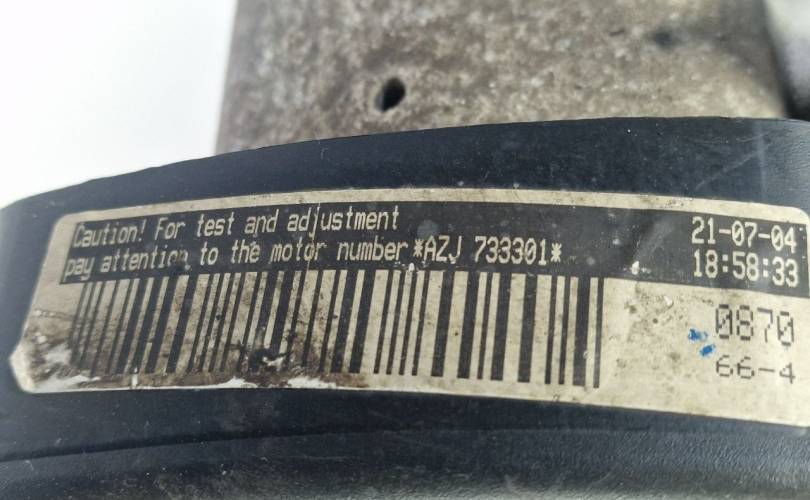 Caution! For test and adjustment
pay attention to the motor number *AZJ 733301*
21-07-04
18:58:33
0870
66-4